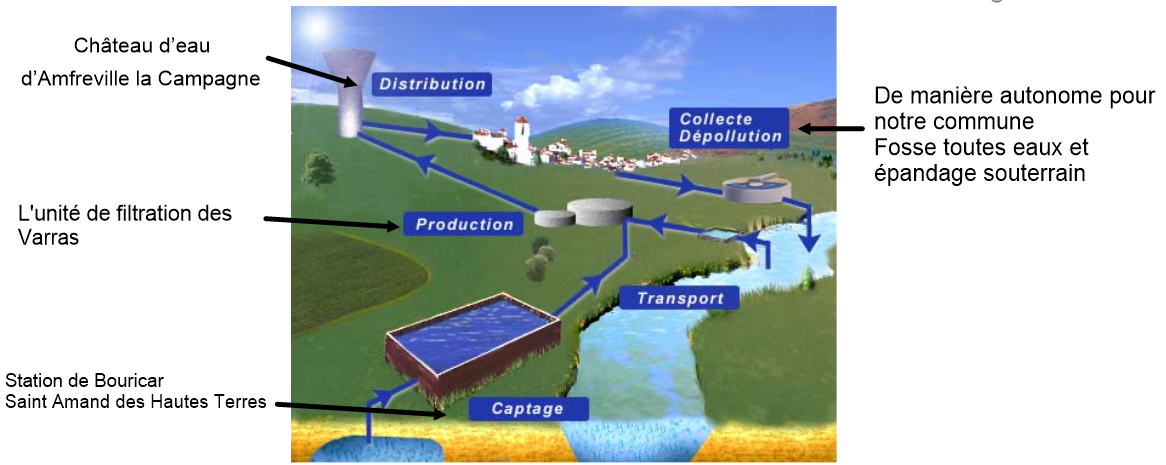 Château d'eau
d'Amfreville la Campagne
Distribution
Collecte
Dépollution
De manière autonome pour
notre commune
Fosse toutes eaux et
épandage souterrain
L'unité de filtration des
Varras
Production
Transport
Station de Bouricar
Saint Amand des Hautes Terres
Captage